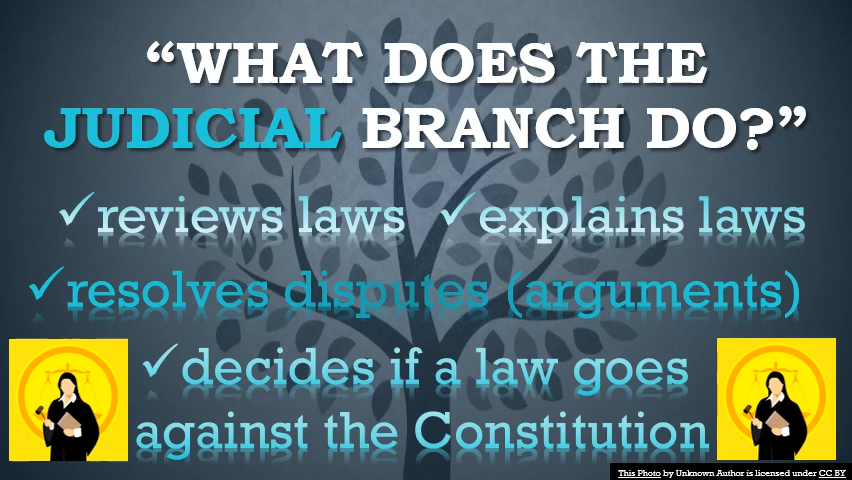 “WHAT DOES THE
JUDICIAL BRANCH DO?”
✓reviews laws ✓explains laws
✓resolves disputes (arguments)
✓decides if a law goes
against the Constitution
This Photo by Unknown Author is licensed under CC BY